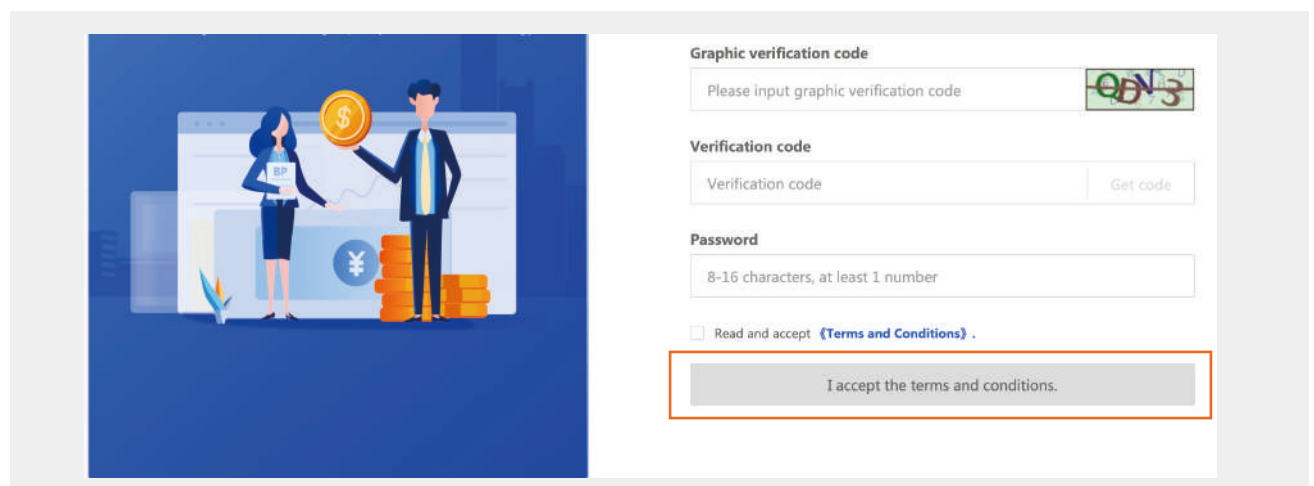 Graphic verification code
Please input graphic verification code
QDV3
Verification code
Verification code
Get code
Password
8-16 characters, at least 1 number
Read and accept 《Terms and Conditions》.
I accept the terms and conditions.
$
BP
¥